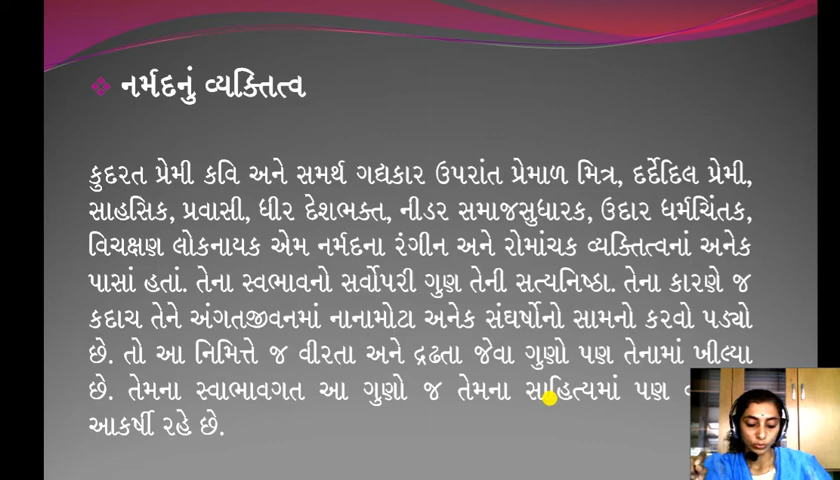 નર્મદનું વ્યક્તિત્વ
કુદરત પ્રેમી કવિ અને સમર્થ ગદ્યકાર ઉપરાંત પ્રેમાળ મિત્ર, દર્દેદિલ પ્રેમી,
સાહસિક, પ્રવાસી, ધીર દેશભક્ત, નીડર સમાજસુધારક, ઉદાર ધર્મચિંતક,
વિચક્ષણ લોકનાયક એમ નર્મદના રંગીન અને રોમાંચક વ્યક્તિત્વનાં અનેક
પાસાં હતાં. તેના સ્વભાવનો સર્વોપરી ગુણ તેની સત્યનિષ્ઠા. તેના કારણે જ
કદાચ તેને અંગતજીવનમાં નાનામોટા અનેક સંઘર્ષોનો સામનો કરવો પડ્યો
છે. તો આ નિમિત્તે જ વીરતા અને દ્રઢતા જેવા ગુણો પણ તેનામાં ખીલ્યા
છે. તેમના સ્વાભાવગત આ ગુણો જ તેમના સાહિત્યમાં પણ
આકર્ષી રહે છે.